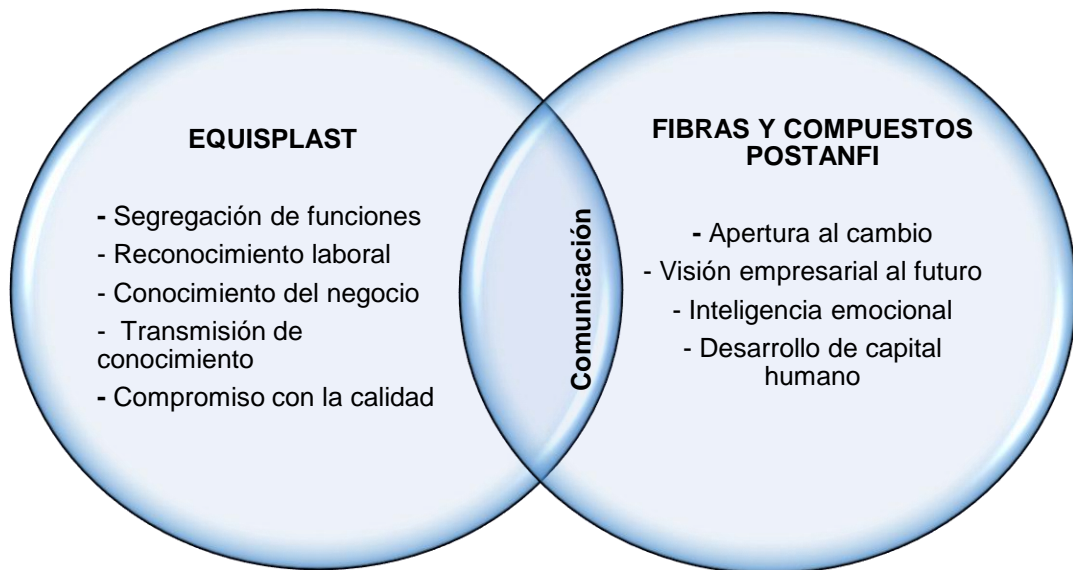 EQUISPLAST
- Segregación de funciones
- Reconocimiento laboral
- Conocimiento del negocio
- Transmisión de
conocimiento
- Compromiso con la calidad
Comunicación
FIBRAS Y COMPUESTOS
POSTANFI
- Apertura al cambio
- Visión empresarial al futuro
- Inteligencia emocional
- Desarrollo de capital
humano